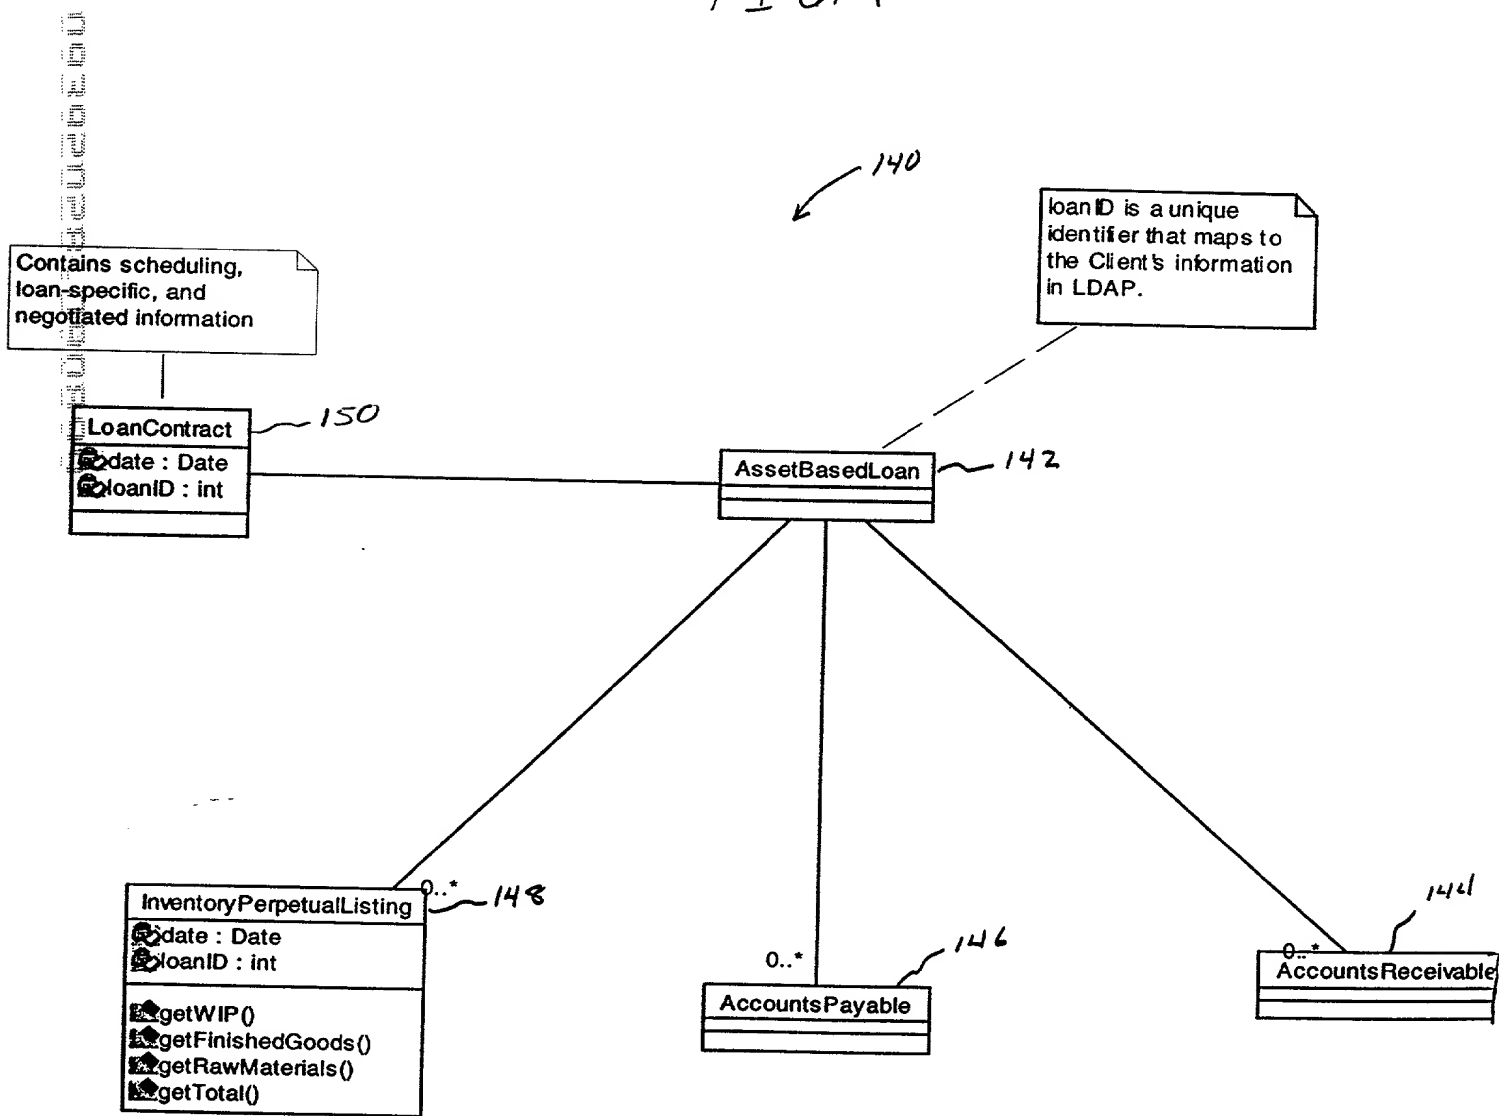 140
loanID is a unique
identifier that maps to
the Client's information
in LDAP.
Contains scheduling,
loan-specific, and
negotiated information
LoanContract
150
date : Date
loanID : int
AssetBasedLoan
142
0..*
InventoryPerpetualListing
148
date : Date
loanID : int
getWIP()
getFinishedGoods()
getRawMaterials()
getTotal()
0..*
146
AccountsPayable
144
0..*
AccountsReceivable